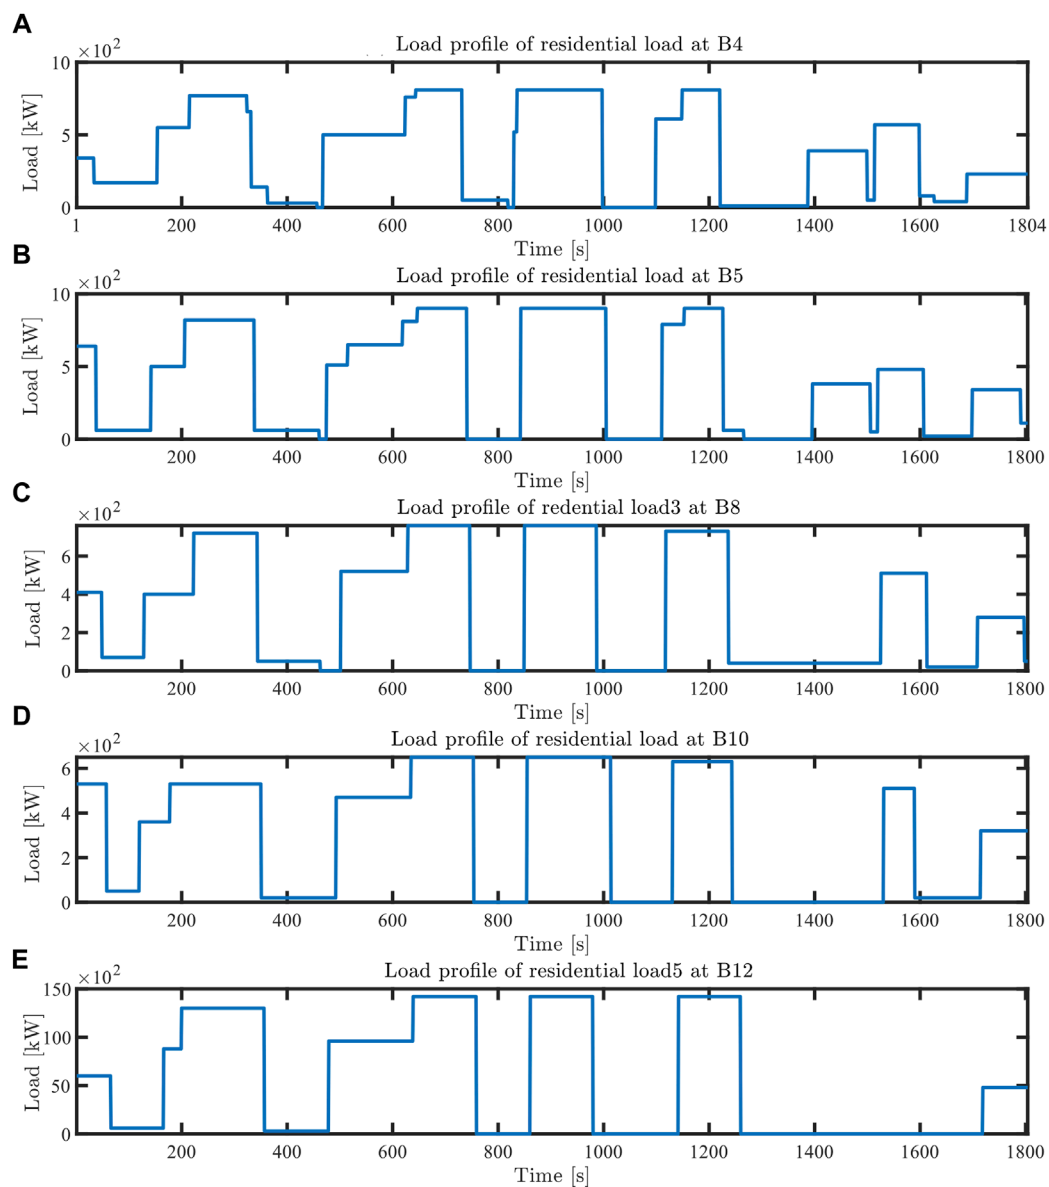 A
Load profile of residential load at B4
×10²
10
5
0
Load [kW]
1 200 400 600 800 1000 1200 1400 1600 1804
Time [s]
B
Load profile of residential load at B5
×10²
10
5
0
Load [kW]
200 400 600 800 1000 1200 1400 1600 1800
Time [s]
C
Load profile of redential load3 at B8
×10²
6
4
2
0
Load [kW]
200 400 600 800 1000 1200 1400 1600 1800
Time [s]
D
Load profile of residential load at B10
×10²
6
4
2
0
Load [kW]
200 400 600 800 1000 1200 1400 1600 1800
Time [s]
E
Load profile of residential load5 at B12
×10²
150
100
50
0
Load [kW]
200 400 600 800 1000 1200 1400 1600 1800
Time [s]